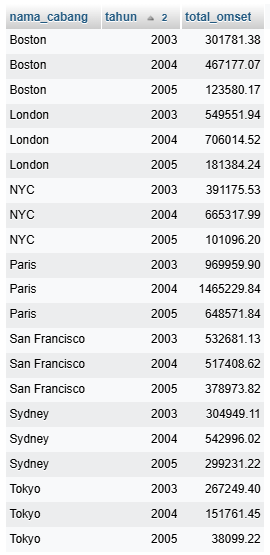 nama_cabang tahun 2 total_omset
Boston 2003 301781.38
Boston 2004 467177.07
Boston 2005 123580.17
London 2003 549551.94
London 2004 706014.52
London 2005 181384.24
NYC 2003 391175.53
NYC 2004 665317.99
NYC 2005 101096.20
Paris 2003 969959.90
Paris 2004 1465229.84
Paris 2005 648571.84
San Francisco 2003 532681.13
San Francisco 2004 517408.62
San Francisco 2005 378973.82
Sydney 2003 304949.11
Sydney 2004 542996.02
Sydney 2005 299231.22
Tokyo 2003 267249.40
Tokyo 2004 151761.45
Tokyo 2005 38099.22